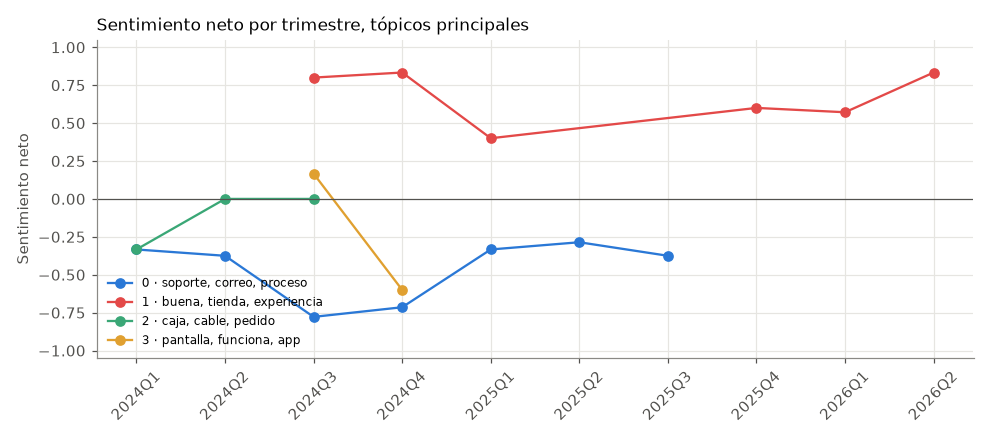 Sentimiento neto por trimestre, tópicos principales
Sentimiento neto
1.00
0.75
0.50
0.25
0.00
−0.25
−0.50
−0.75
−1.00
0 · soporte, correo, proceso
1 · buena, tienda, experiencia
2 · caja, cable, pedido
3 · pantalla, funciona, app
2024Q1
2024Q2
2024Q3
2024Q4
2025Q1
2025Q2
2025Q3
2025Q4
2026Q1
2026Q2